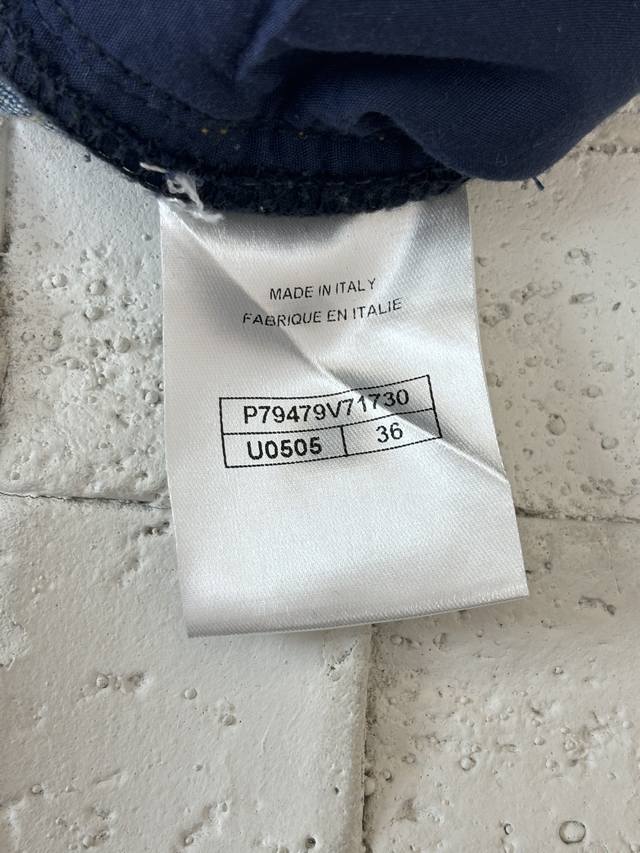 MADE IN ITALY
FABRIQUE EN ITALIE
P79479V71730
U0505 36